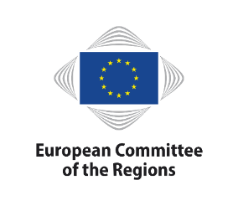 European Committee
of the Regions